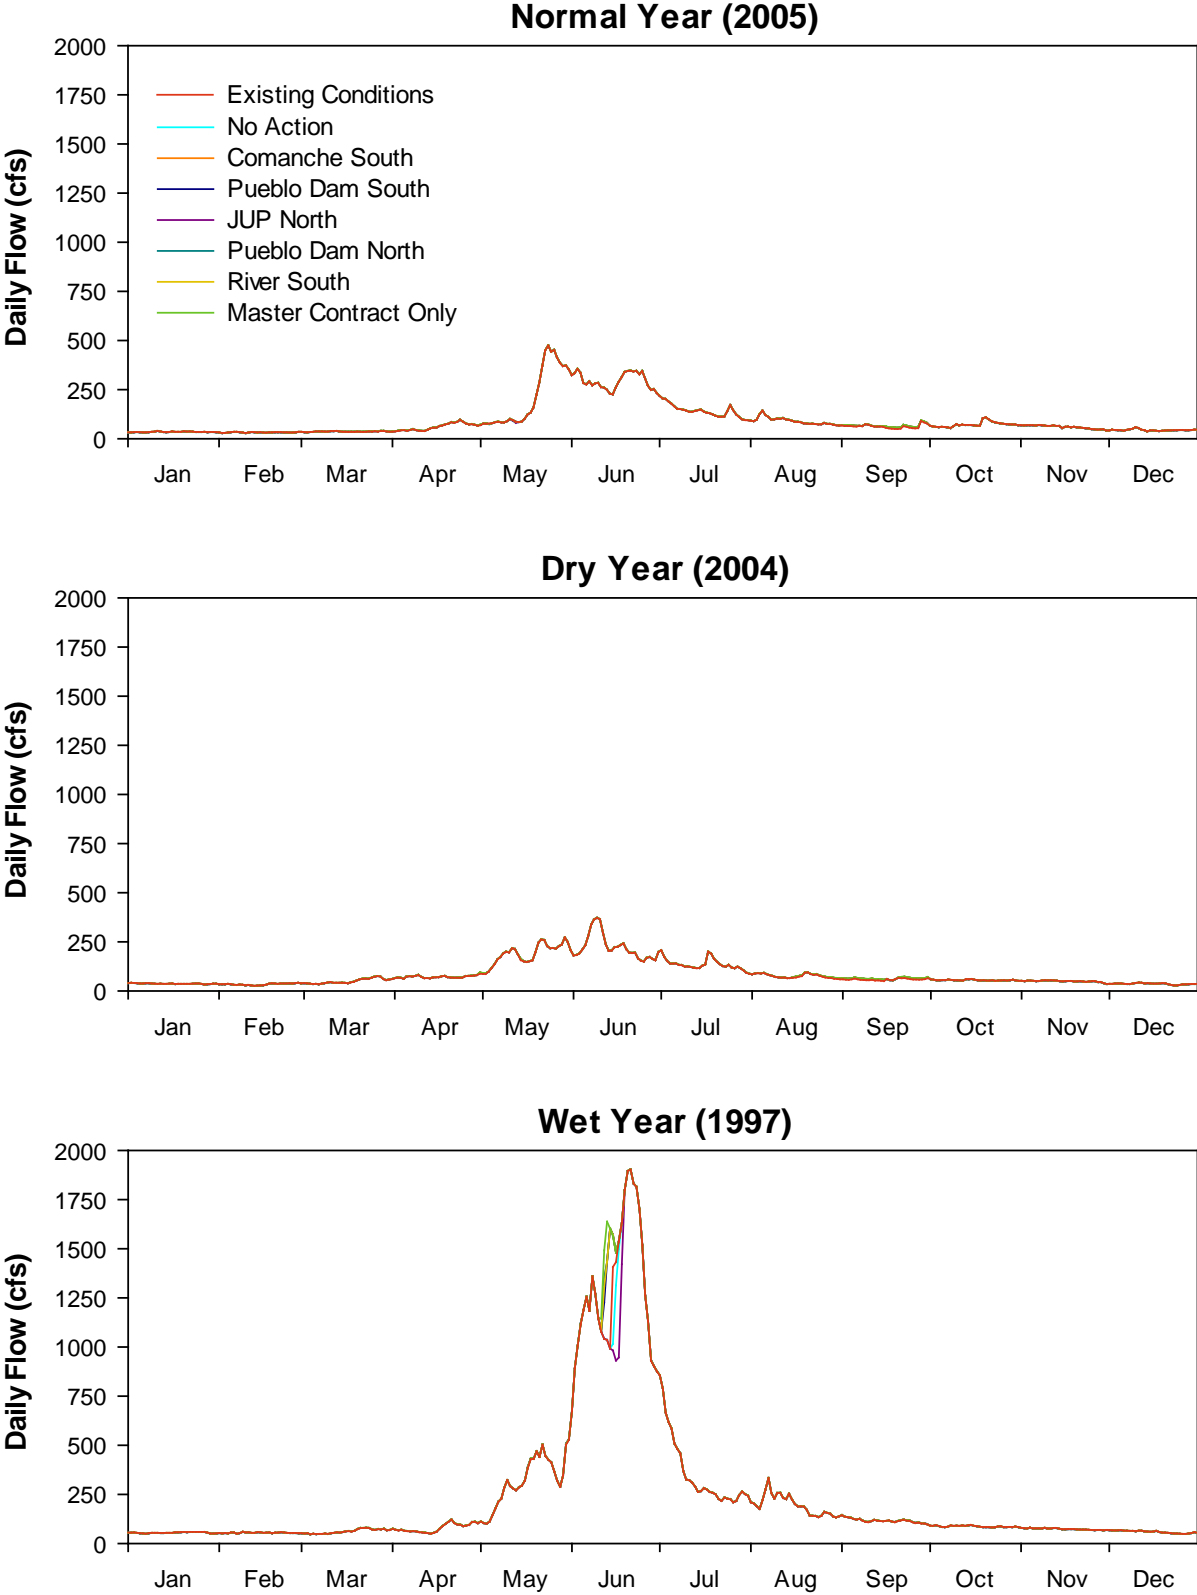 Normal Year (2005)
2000
1750
1500
1250
1000
750
500
250
0
Daily Flow (cfs)
Existing Conditions
No Action
Comanche South
Pueblo Dam South
JUP North
Pueblo Dam North
River South
Master Contract Only
Jan Feb Mar Apr May Jun Jul Aug Sep Oct Nov Dec
Dry Year (2004)
2000
1750
1500
1250
1000
750
500
250
0
Daily Flow (cfs)
Jan Feb Mar Apr May Jun Jul Aug Sep Oct Nov Dec
Wet Year (1997)
2000
1750
1500
1250
1000
750
500
250
0
Daily Flow (cfs)
Jan Feb Mar Apr May Jun Jul Aug Sep Oct Nov Dec